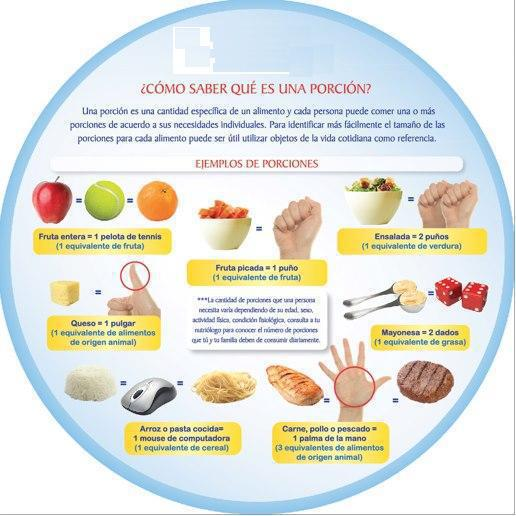 ¿CÓMO SABER QUÉ ES UNA PORCIÓN?
Una porción es una cantidad específica de un alimento y cada persona puede comer una o más
porciones de acuerdo a sus necesidades individuales. Para identificar más fácilmente el tamaño de las
porciones para cada alimento puede ser útil utilizar objetos de la vida cotidiana como referencia.
EJEMPLOS DE PORCIONES
=
=
Fruta entera = 1 pelota de tennis
(1 equivalente de fruta)
=
Fruta picada = 1 puño
(1 equivalente de fruta)
=
Ensalada = 2 puños
(1 equivalente de verdura)
=
Queso = 1 pulgar
(1 equivalente de alimentos
de origen animal)
***La cantidad de porciones que una persona
necesita varía dependiendo de su edad, sexo,
actividad física, condición fisiológica, consulta a tu
nutriólogo para conocer el número de porciones
que tú y tu familia deben de consumir diariamente.
=
Mayonesa = 2 dados
(1 equivalente de grasa)
=
=
Arroz o pasta cocida=
1 mouse de computadora
(1 equivalente de cereal)
=
=
Carne, pollo o pescado =
1 palma de la mano
(3 equivalentes de alimentos
de origen animal)